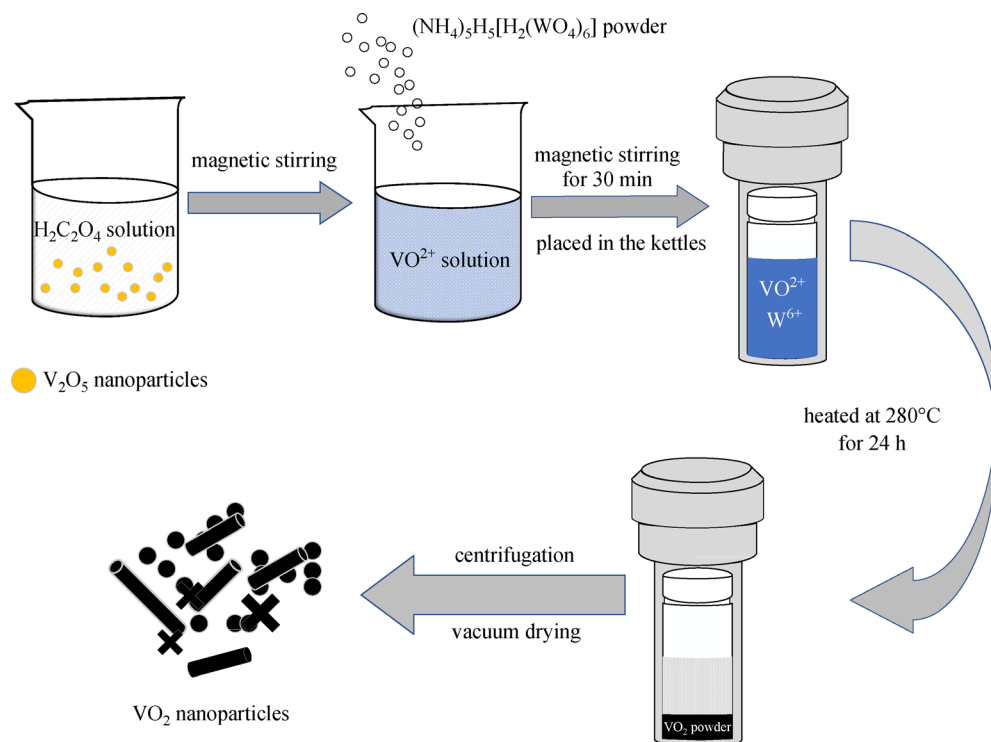 (NH₄)₅H₅[H₂(WO₄)₆] powder
magnetic stirring
magnetic stirring
for 30 min
placed in the kettles
H₂C₂O₄ solution
VO²⁺ solution
VO²⁺
W⁶⁺
V₂O₅ nanoparticles
heated at 280°C
for 24 h
centrifugation
vacuum drying
VO₂ nanoparticles
VO₂ powder